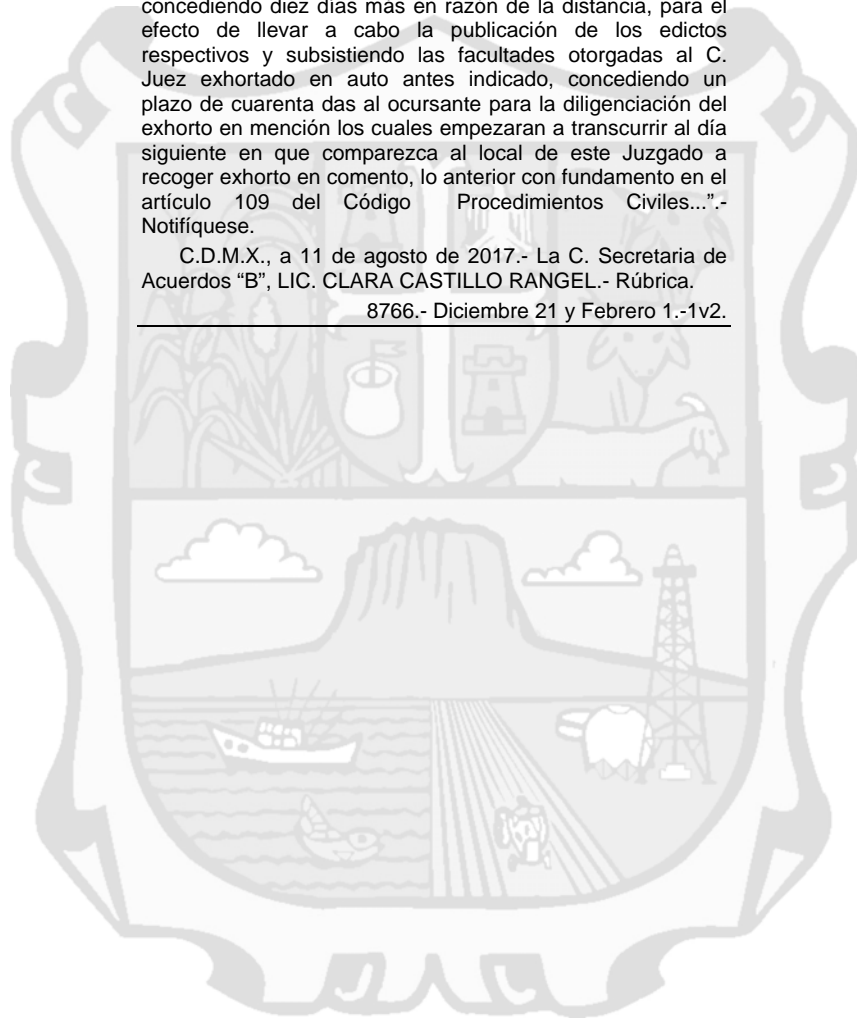 concediendo diez días más en razón de la distancia, para el
efecto de llevar a cabo la publicación de los edictos
respectivos y subsistiendo las facultades otorgadas al C.
Juez exhortado en auto antes indicado, concediendo un
plazo de cuarenta das al ocursante para la diligenciación del
exhorto en mención los cuales empezaran a transcurrir al día
siguiente en que comparezca al local de este Juzgado a
recoger exhorto en comento, lo anterior con fundamento en el
artículo 109 del Código Procedimientos Civiles...".-
Notifíquese.
C.D.M.X., a 11 de agosto de 2017.- La C. Secretaria de
Acuerdos “B”, LIC. CLARA CASTILLO RANGEL.- Rúbrica.
8766.- Diciembre 21 y Febrero 1.-1v2.